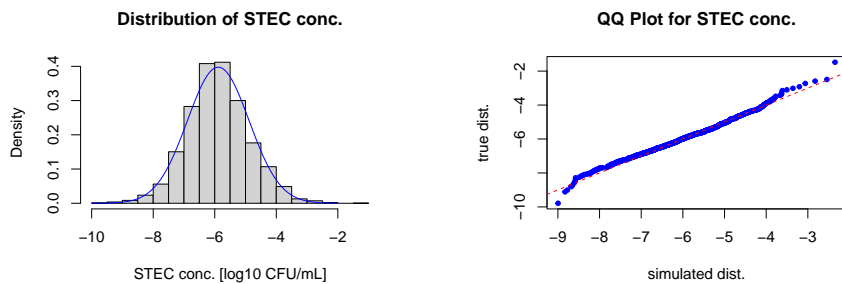 Distribution of STEC conc.
Density
0.0 0.1 0.2 0.3 0.4
−10 −8 −6 −4 −2
STEC conc. [log10 CFU/mL]
QQ Plot for STEC conc.
true dist.
−10 −8 −6 −4 −2
−9 −8 −7 −6 −5 −4 −3
simulated dist.